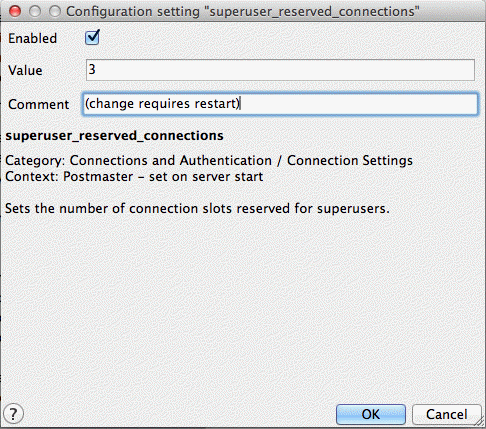 Configuration setting "superuser_reserved_connections"
Enabled
Value 3
Comment (change requires restart)
superuser_reserved_connections
Category: Connections and Authentication / Connection Settings
Context: Postmaster – set on server start
Sets the number of connection slots reserved for superusers.
? OK Cancel